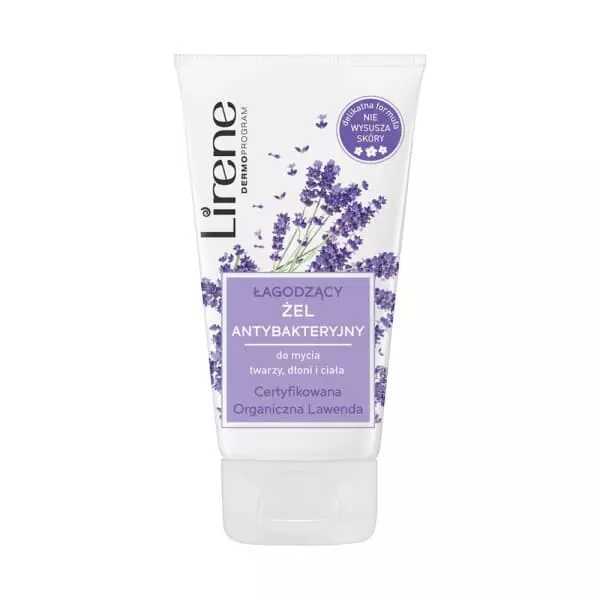 Lirene
DERMOPROGRAM
delikatna formuła
NIE
WYSUSZA
SKÓRY
ŁAGODZĄCY
ŻEL
ANTYBAKTERYJNY
do mycia
twarzy, dłoni i ciała
Certyfikowana
Organiczna Lawenda